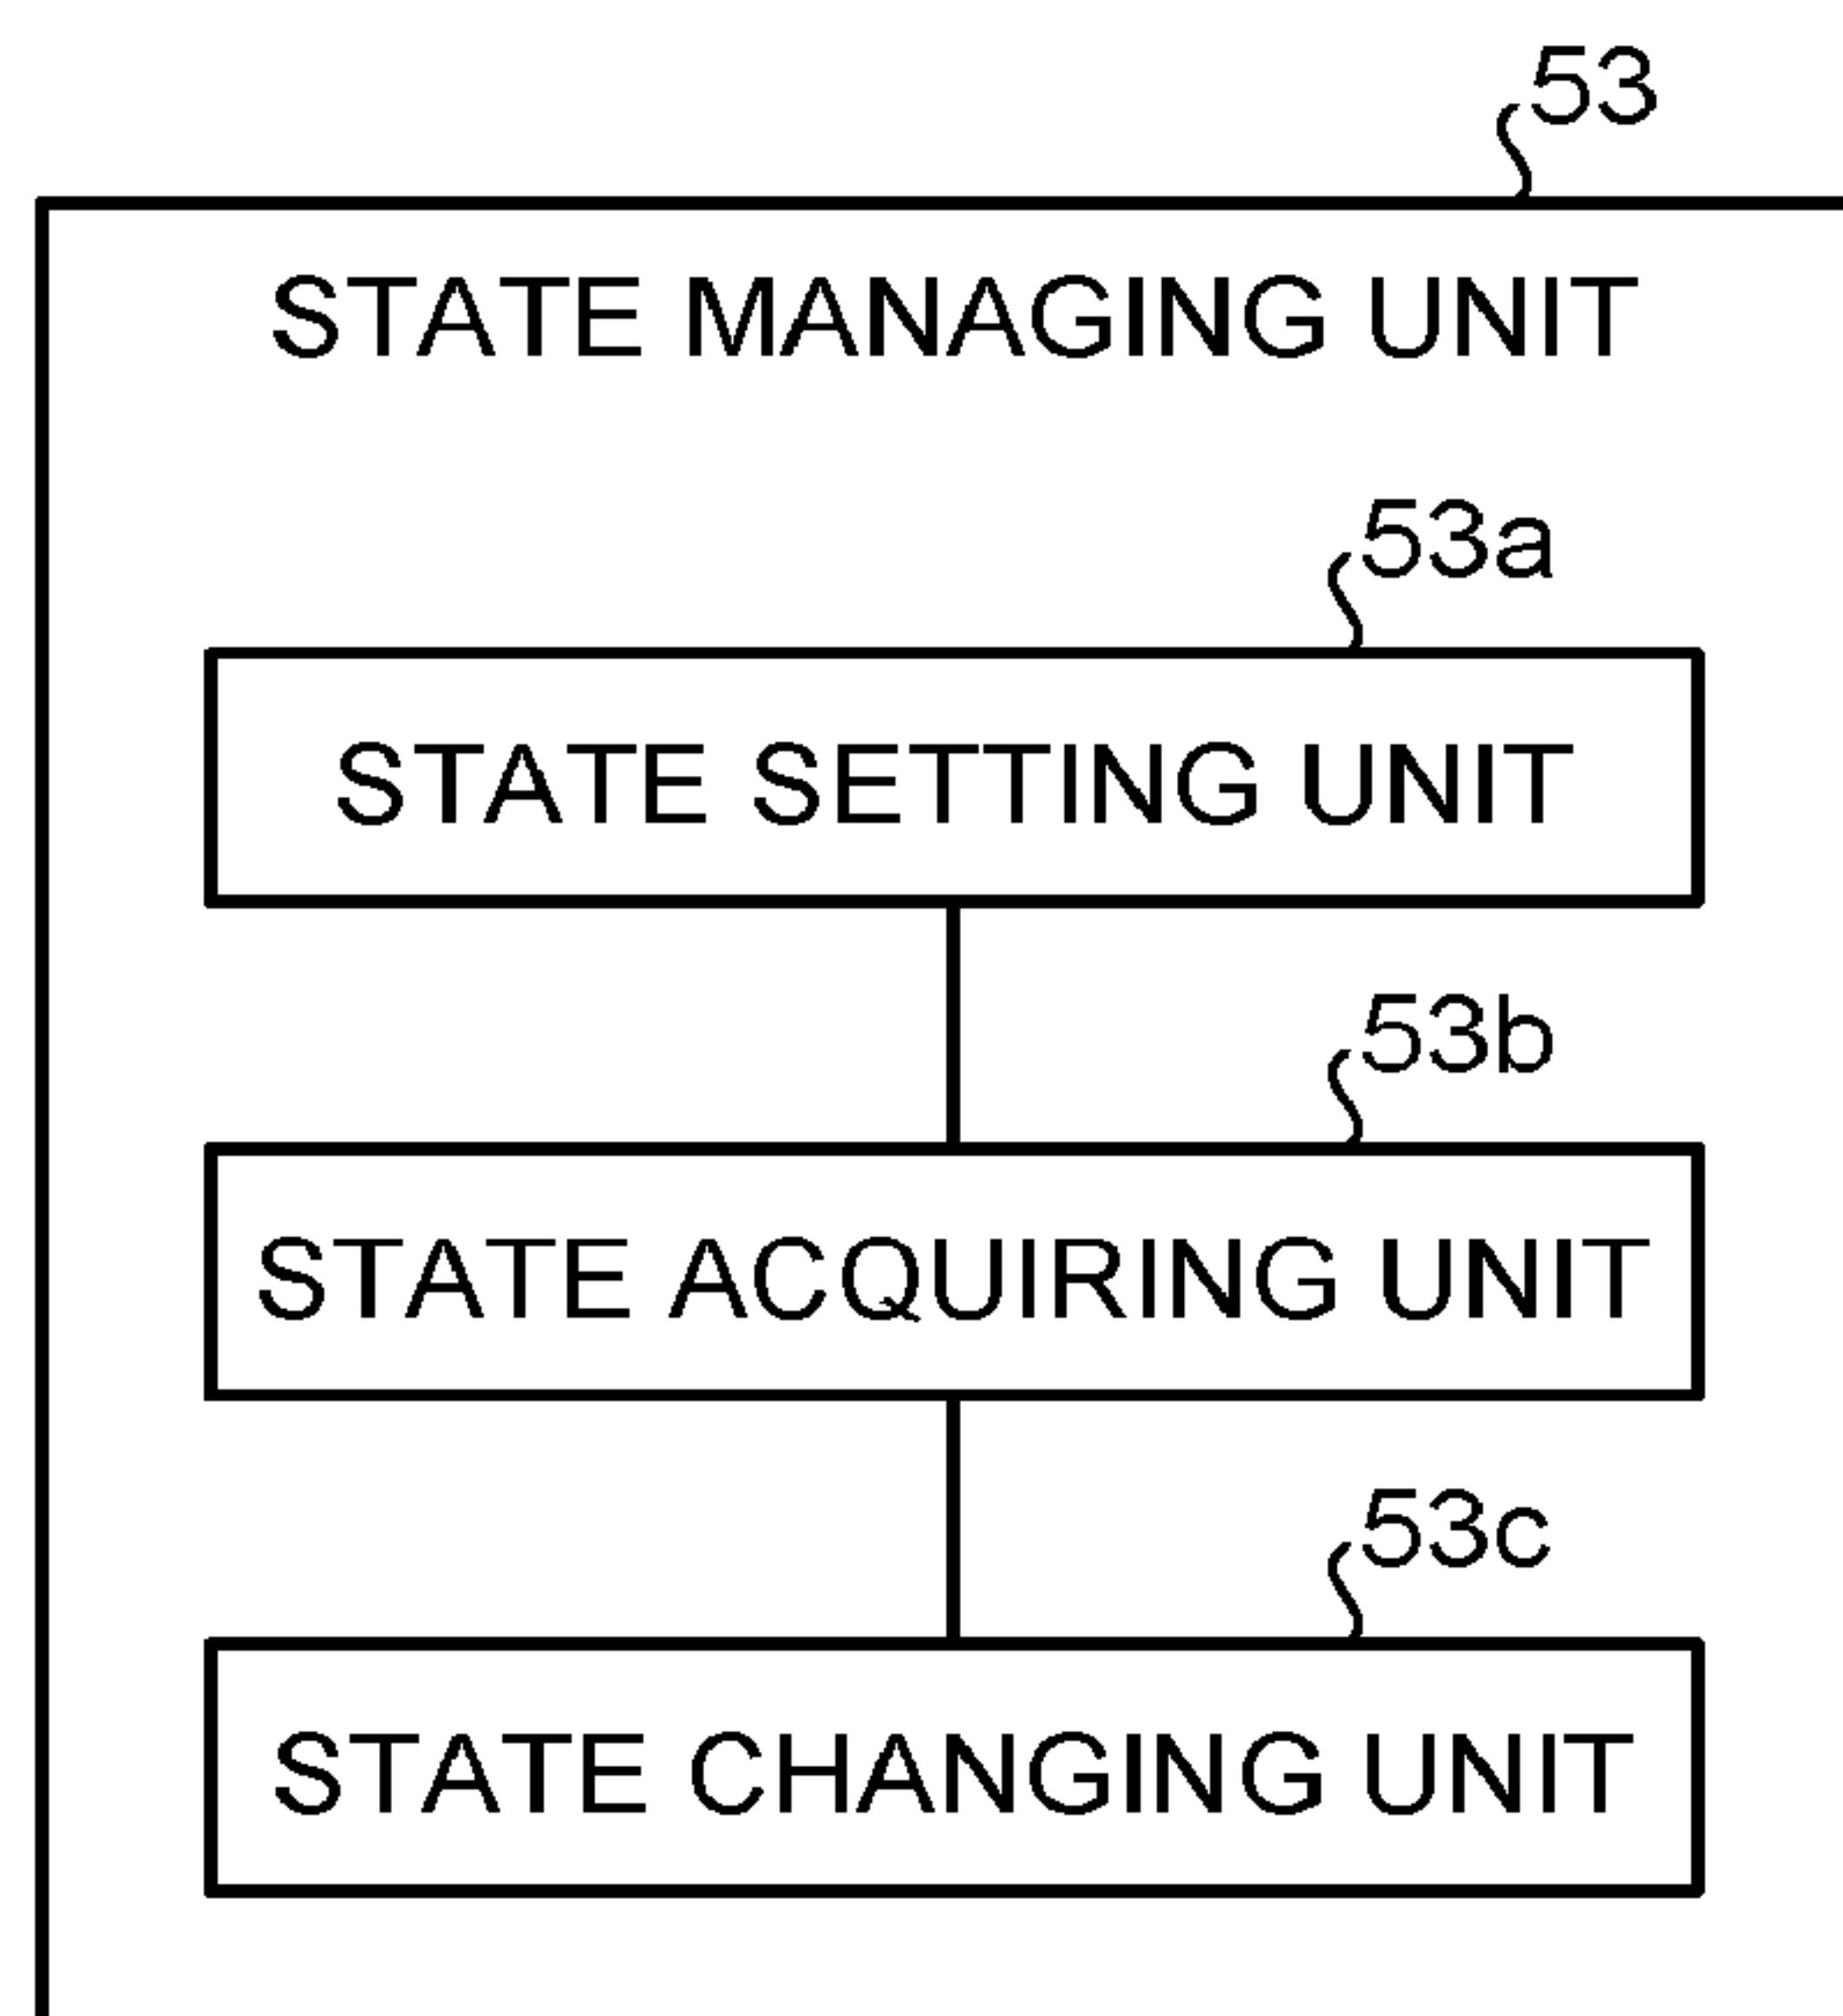 53
STATE MANAGING UNIT
53a
STATE SETTING UNIT
53b
STATE ACQUIRING UNIT
53c
STATE CHANGING UNIT